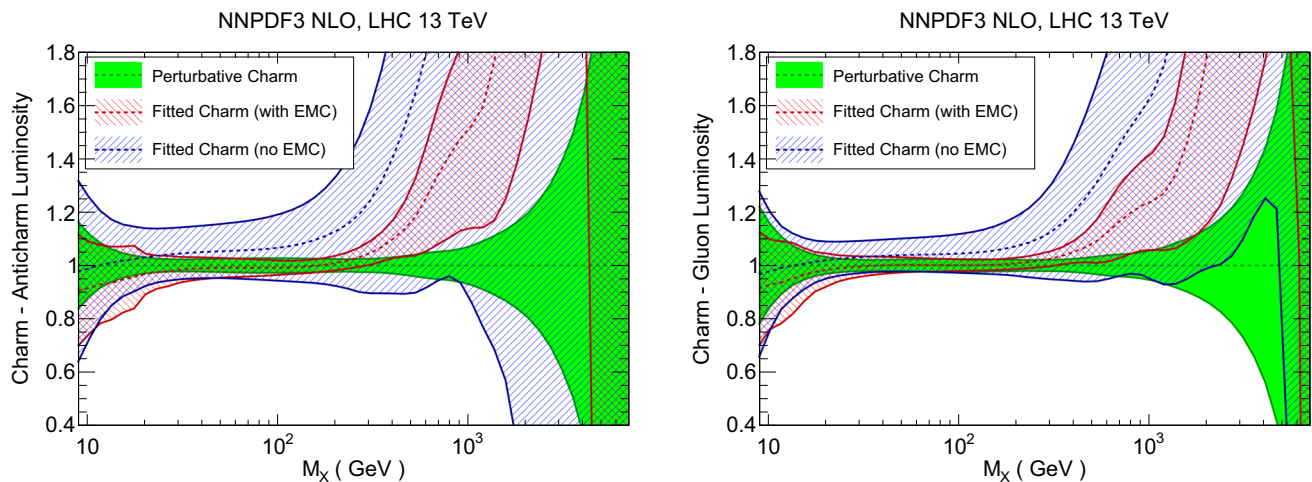 NNPDF3 NLO, LHC 13 TeV
Charm - Anticharm Luminosity
1.8
1.6
1.4
1.2
1
0.8
0.6
0.4
Perturbative Charm
Fitted Charm (with EMC)
Fitted Charm (no EMC)
10
10²
10³
M_X ( GeV )
NNPDF3 NLO, LHC 13 TeV
Charm - Gluon Luminosity
1.8
1.6
1.4
1.2
1
0.8
0.6
0.4
Perturbative Charm
Fitted Charm (with EMC)
Fitted Charm (no EMC)
10
10²
10³
M_X ( GeV )